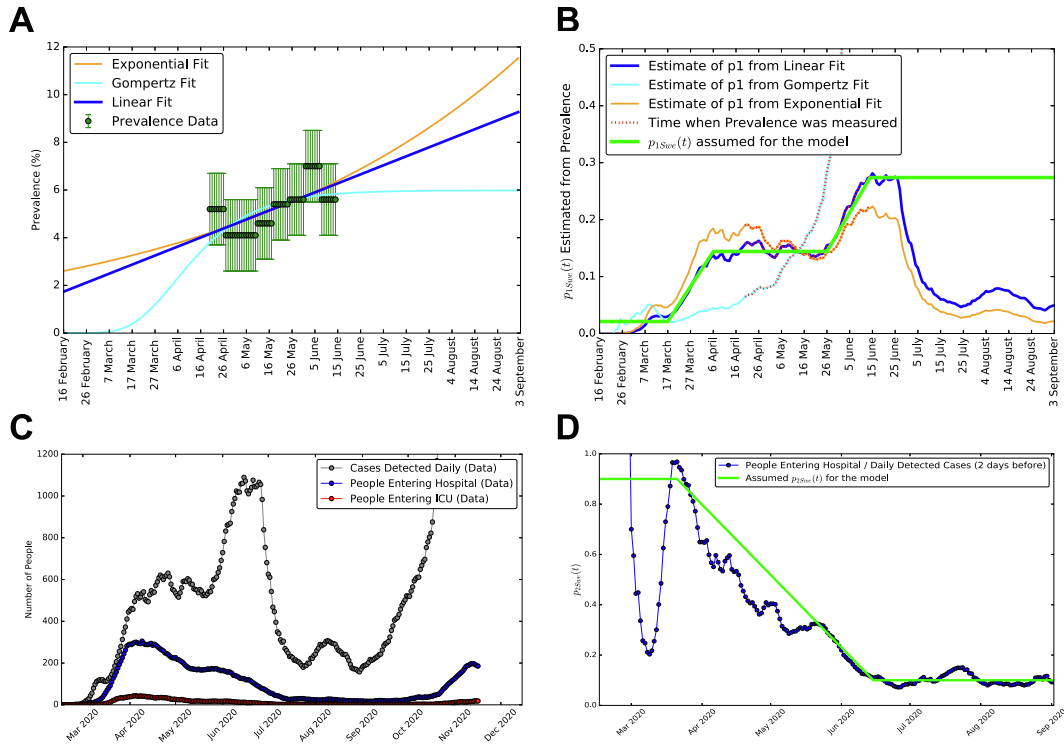 A
Prevalence (%)
12
10
8
6
4
2
0
Exponential Fit
Gompertz Fit
Linear Fit
Prevalence Data
16 February
26 February
7 March
17 March
27 March
6 April
16 April
26 April
6 May
16 May
26 May
5 June
15 June
25 June
5 July
15 July
25 July
4 August
14 August
24 August
3 September
B
p1Swe(t) Estimated from Prevalence
0.5
0.4
0.3
0.2
0.1
0.0
Estimate of p1 from Linear Fit
Estimate of p1 from Gompertz Fit
Estimate of p1 from Exponential Fit
Time when Prevalence was measured
p1Swe(t) assumed for the model
16 February
26 February
7 March
17 March
27 March
6 April
16 April
26 April
6 May
16 May
26 May
5 June
15 June
25 June
5 July
15 July
25 July
4 August
14 August
24 August
3 September
C
Number of People
1200
1000
800
600
400
200
0
Cases Detected Daily (Data)
People Entering Hospital (Data)
People Entering ICU (Data)
Mar 2020
Apr 2020
May 2020
Jun 2020
Jul 2020
Aug 2020
Sep 2020
Oct 2020
Nov 2020
Dec 2020
D
p2Swe(t)
1.0
0.8
0.6
0.4
0.2
0.0
People Entering Hospital / Daily Detected Cases (2 days before)
Assumed p2Swe(t) for the model
Mar 2020
Apr 2020
May 2020
Jun 2020
Jul 2020
Aug 2020
Sep 2020